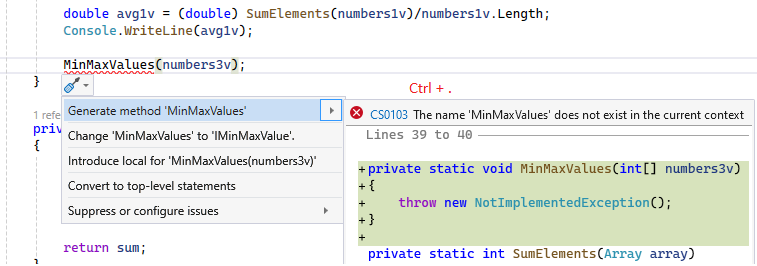 double avg1v = (double) SumElements(numbers1v)/numbers1v.Length;
Console.WriteLine(avg1v);
MinMaxValues(numbers3v);
}
Ctrl + .
Generate method 'MinMaxValues'
Change 'MinMaxValues' to 'IMinMaxValue'.
Introduce local for 'MinMaxValues(numbers3v)'
Convert to top-level statements
Suppress or configure issues
CS0103 The name 'MinMaxValues' does not exist in the current context
Lines 39 to 40
+private static void MinMaxValues(int[] numbers3v)
+{
+ throw new NotImplementedException();
+}
+
private static int SumElements(Array array)
1 refe
priv
{
return sum;
}